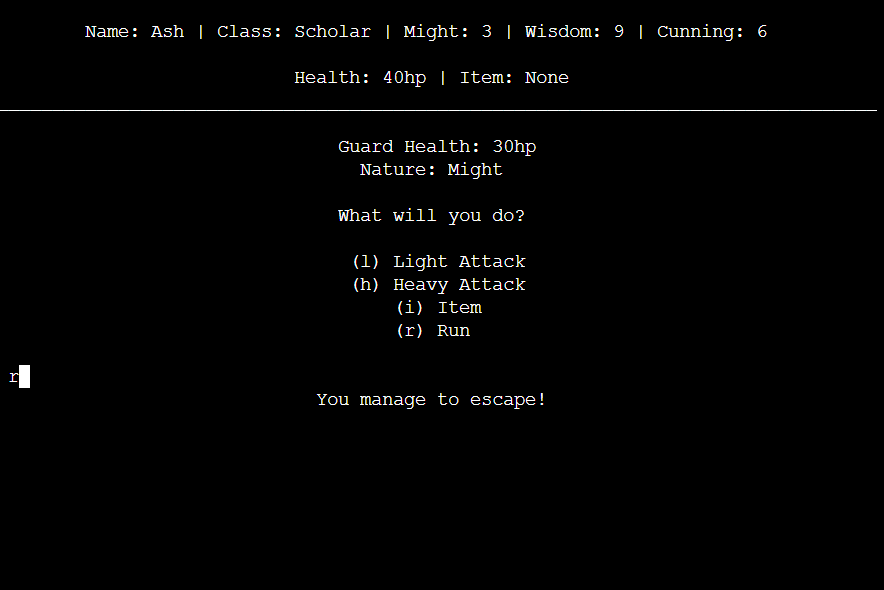 Name: Ash | Class: Scholar | Might: 3 | Wisdom: 9 | Cunning: 6
Health: 40hp | Item: None
Guard Health: 30hp
Nature: Might
What will you do?
(l) Light Attack
(h) Heavy Attack
(i) Item
(r) Run
r
You manage to escape!